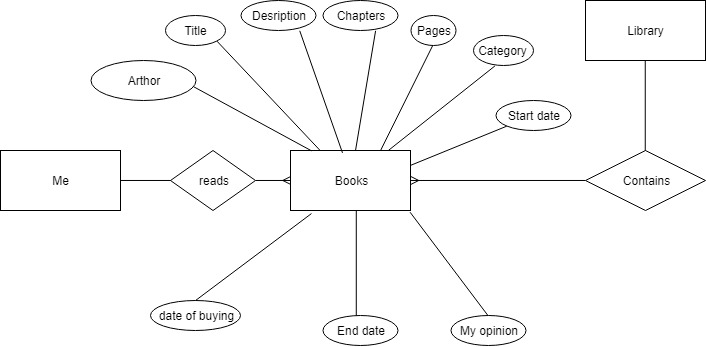 Desription
Chapters
Title
Pages
Library
Category
Arthor
Start date
Me
reads
Books
Contains
date of buying
End date
My opinion